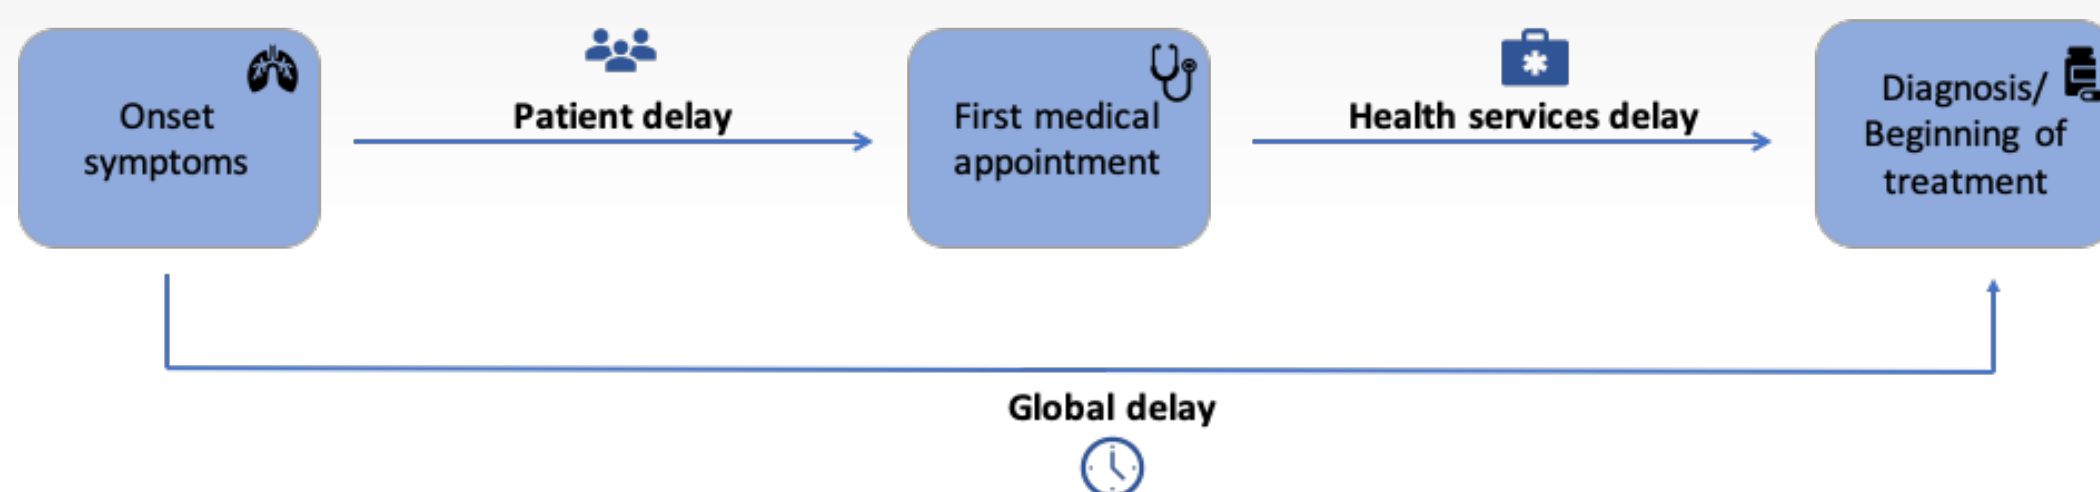 Onset
symptoms
Patient delay
First medical
appointment
Health services delay
Diagnosis/
Beginning of
treatment
Global delay